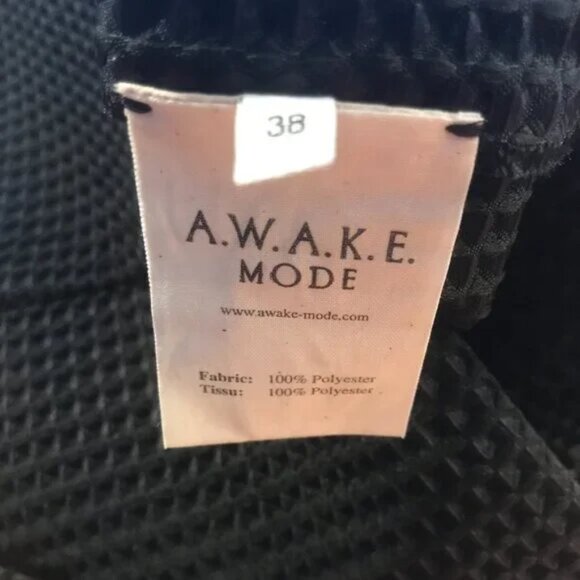 38
A.W.A.K.E.
MODE
www.awake-mode.com
Fabric: 100% Polyester
Tissu: 100% Polyester